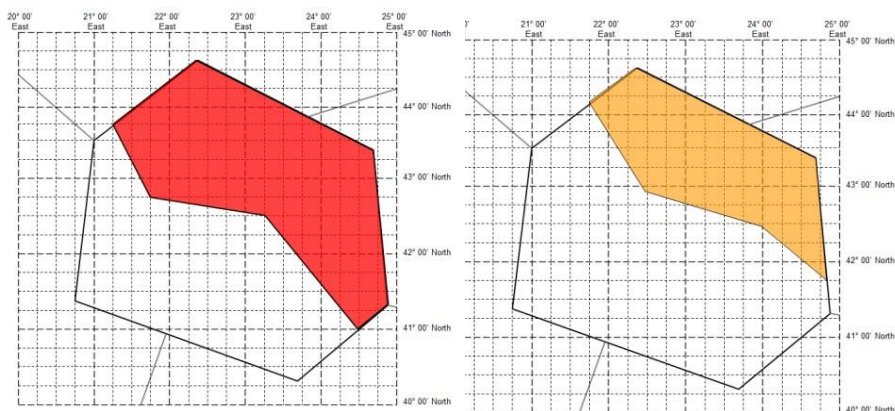 20° 00' 21° 00' 22° 00' 23° 00' 24° 00' 25° 00'
East East East East East East
45° 00' North
44° 00' North
43° 00' North
42° 00' North
41° 00' North
40° 00' North
0' 21° 00' 22° 00' 23° 00' 24° 00' 25° 00'
East East East East East
45° 00' North
44° 00' North
43° 00' North
42° 00' North
41° 00' North
40° 00' North